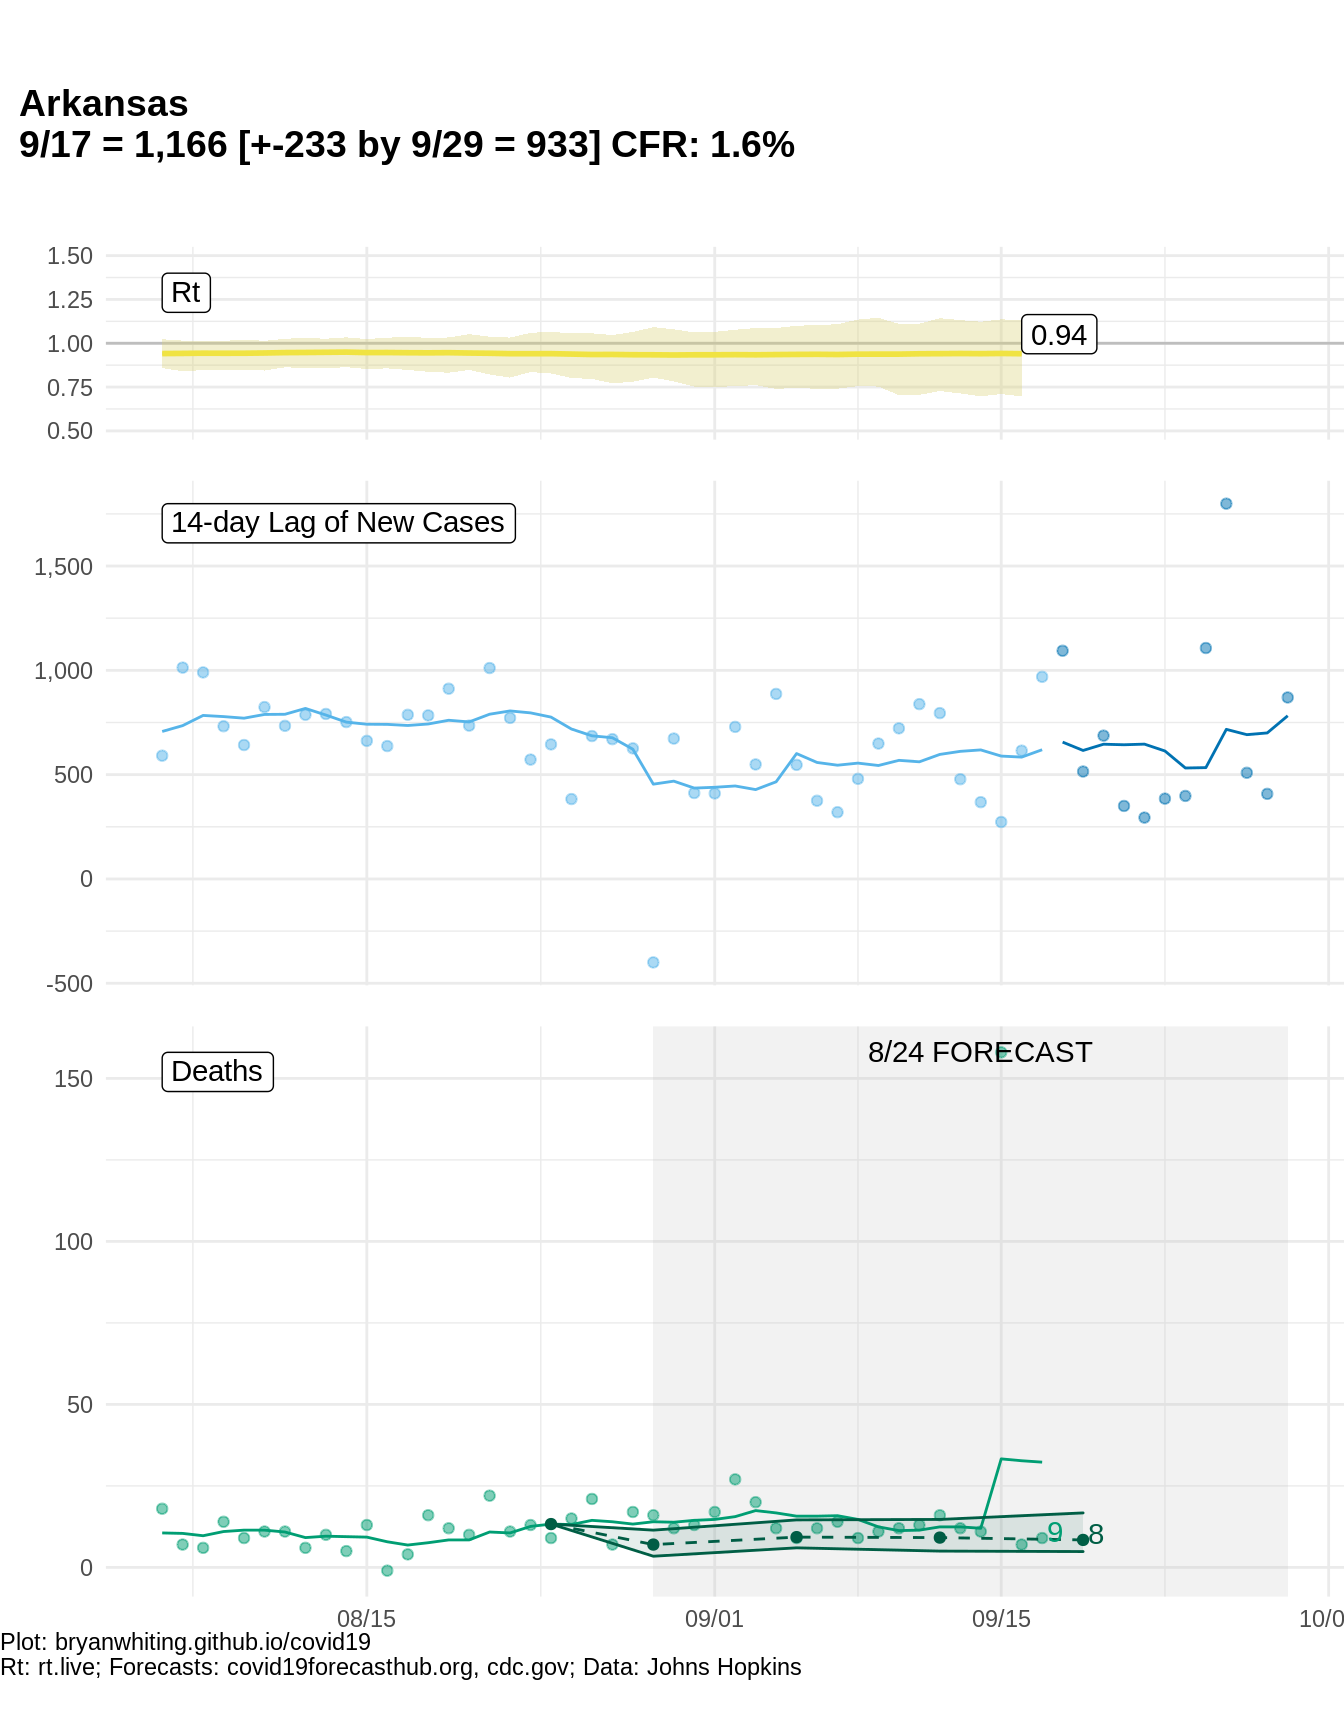 Arkansas
9/17 = 1,166 [+-233 by 9/29 = 933] CFR: 1.6%
1.50
1.25
1.00
0.75
0.50
Rt
0.94
14-day Lag of New Cases
1,500
1,000
500
0
-500
8/24 FORECAST
Deaths
150
100
50
0
9
8
08/15
09/01
09/15
10/0
Plot: bryanwhiting.github.io/covid19
Rt: rt.live; Forecasts: covid19forecasthub.org, cdc.gov; Data: Johns Hopkins